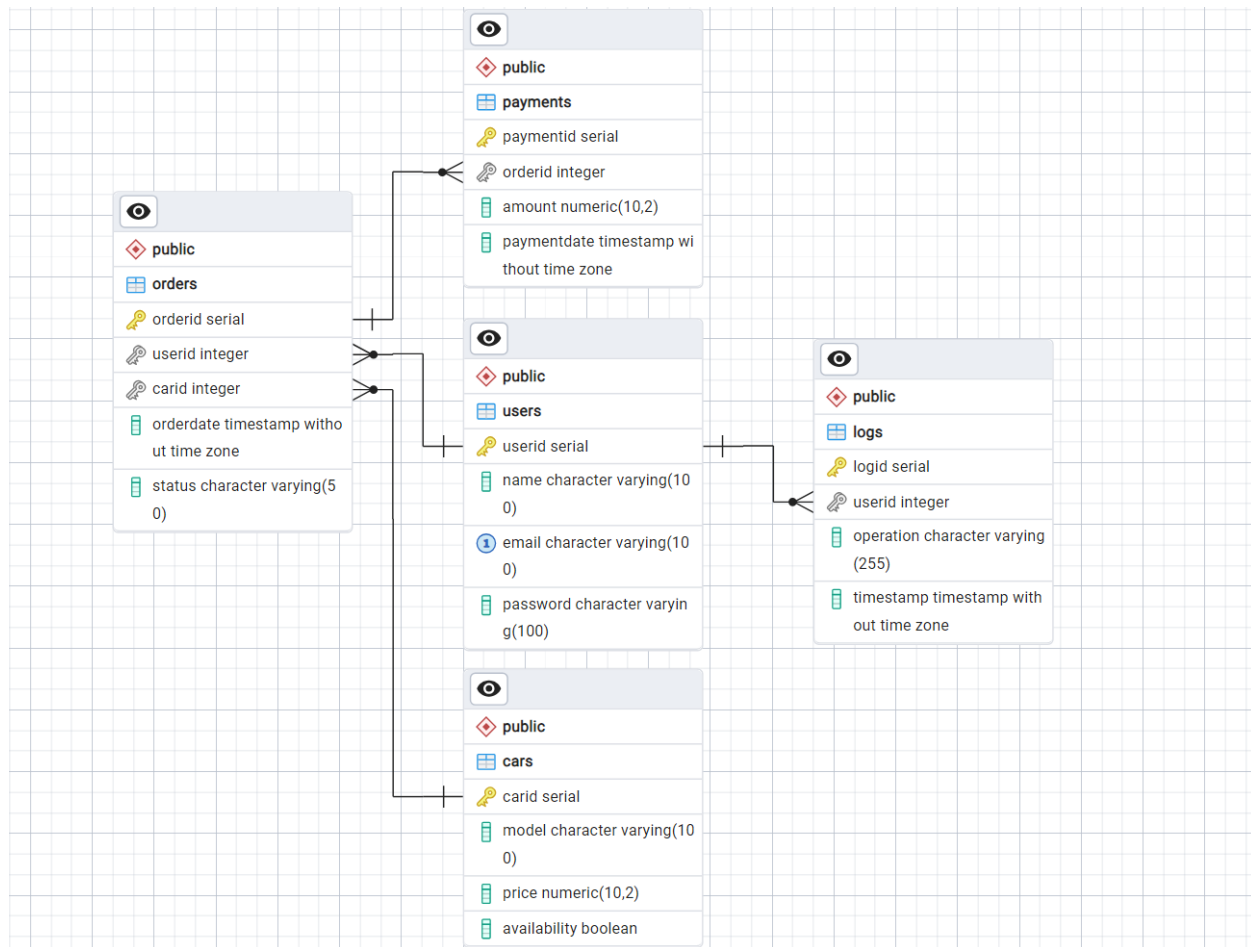 public
payments
paymentid serial
orderid integer
amount numeric(10,2)
paymentdate timestamp wi
thout time zone
public
orders
orderid serial
userid integer
carid integer
orderdate timestamp witho
ut time zone
status character varying(5
0)
public
users
userid serial
name character varying(10
0)
1 email character varying(10
0)
password character varyin
g(100)
public
logs
logid serial
userid integer
operation character varying
(255)
timestamp timestamp with
out time zone
public
cars
carid serial
model character varying(10
0)
price numeric(10,2)
availability boolean